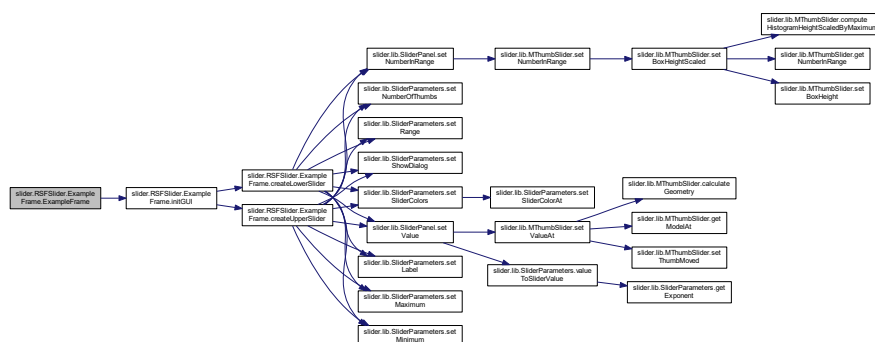 slider.RSFSlider.Example
Frame.ExampleFrame
slider.RSFSlider.Example
Frame.initGUI
slider.RSFSlider.Example
Frame.createLowerSlider
slider.RSFSlider.Example
Frame.createUpperSlider
slider.lib.SliderPanel.set
NumberInRange
slider.lib.SliderParameters.set
NumberOfThumbs
slider.lib.SliderParameters.set
Range
slider.lib.SliderParameters.set
ShowDialog
slider.lib.SliderParameters.set
SliderColors
slider.lib.SliderPanel.set
Value
slider.lib.SliderParameters.set
Label
slider.lib.SliderParameters.set
Maximum
slider.lib.SliderParameters.set
Minimum
slider.lib.MThumbSlider.set
NumberInRange
slider.lib.SliderParameters.set
SliderColorAt
slider.lib.MThumbSlider.set
ValueAt
slider.lib.SliderParameters.value
ToSliderValue
slider.lib.MThumbSlider.set
BoxHeightScaled
slider.lib.MThumbSlider.calculate
Geometry
slider.lib.MThumbSlider.get
ModelAt
slider.lib.MThumbSlider.set
ThumbMoved
slider.lib.SliderParameters.get
Exponent
slider.lib.MThumbSlider.compute
HistogramHeightScaledByMaximum
slider.lib.MThumbSlider.get
NumberInRange
slider.lib.MThumbSlider.set
BoxHeight